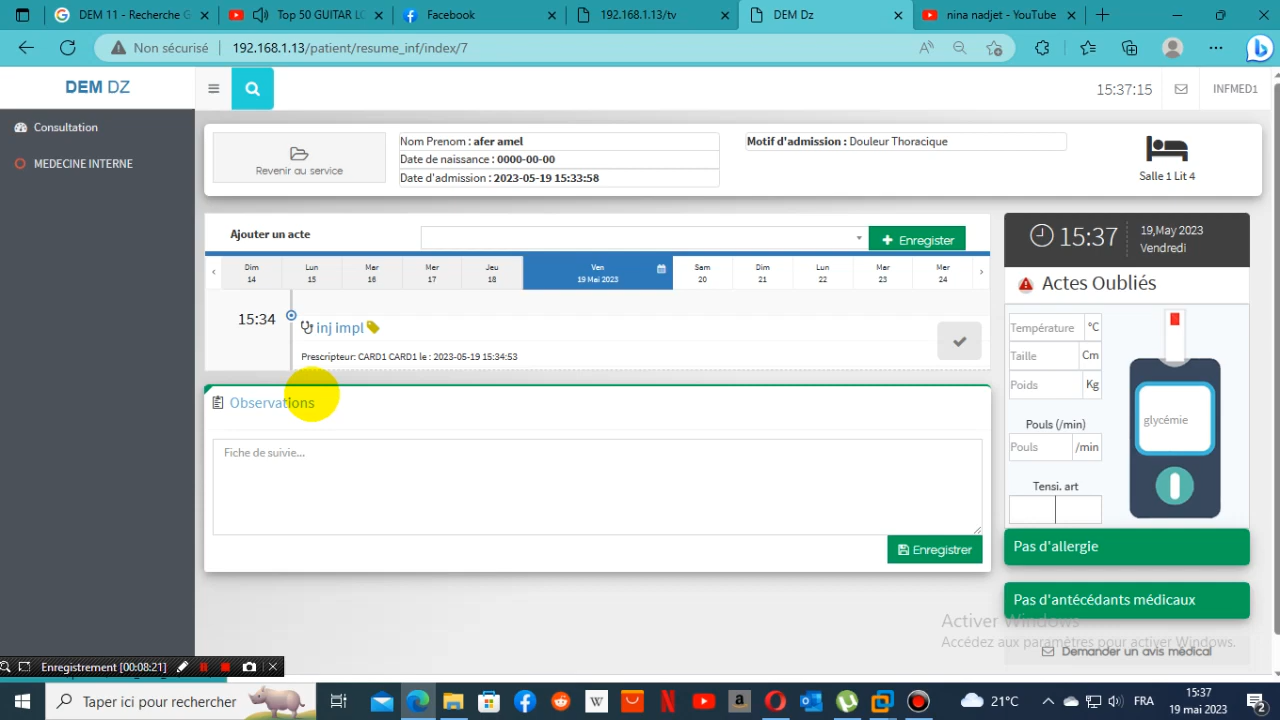 DEM 11 - Recherche G
Top 50 GUITAR LO
Facebook
192.168.1.13/tv
DEM Dz
nina nadjet - YouTube
Non sécurisé
192.168.1.13/patient/resume_inf/index/7
DEM DZ
15:37:15
INFMED1
Consultation
MEDECINE INTERNE
Revenir au service
Nom Prenom : afer amel
Date de naissance : 0000-00-00
Date d'admission : 2023-05-19 15:33:58
Motif d'admission : Douleur Thoracique
Salle 1 Lit 4
Ajouter un acte
Enregister
Dim 14
Lun 15
Mar 16
Mer 17
Jeu 18
Ven 19 Mai 2023
Sam 20
Dim 21
Lun 22
Mar 23
Mer 24
15:34
inj impl
Prescripteur: CARD1 CARD1 le : 2023-05-19 15:34:53
Observations
Fiche de suivie...
Enregistrer
15:37
19,May 2023
Vendredi
Actes Oubliés
Température °C
Taille Cm
Poids Kg
Pouls (/min)
Pouls /min
Tensi. art
glycémie
Pas d'allergie
Pas d'antécédants médicaux
Demander un avis médical
Activer Windows
Accédez aux paramètres pour activer Windows.
Enregistrement [00:08:21]
Taper ici pour rechercher
21°C
FRA
15:37
19 mai 2023
2